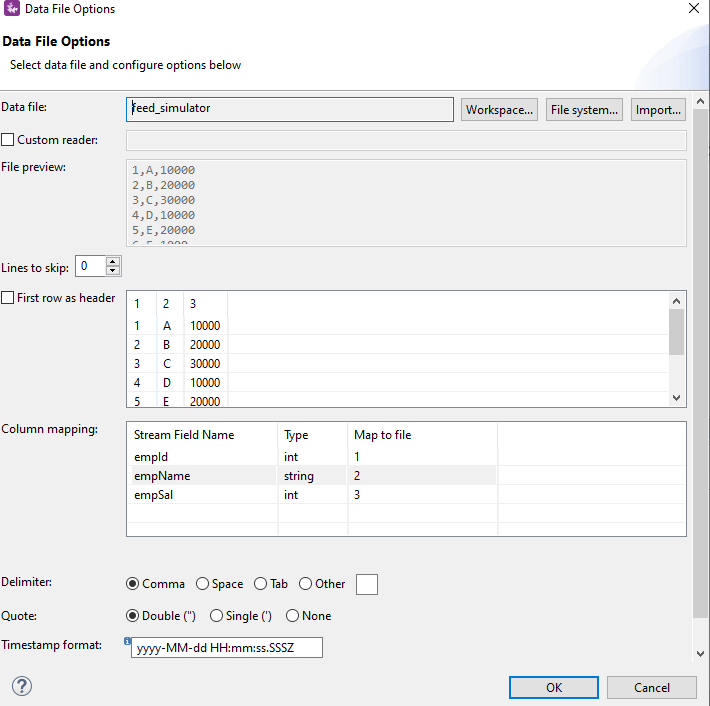 Data File Options
Data File Options
Select data file and configure options below
Data file:
feed_simulator
Workspace...
File system...
Import...
Custom reader:
File preview:
1,A,10000
2,B,20000
3,C,30000
4,D,10000
5,E,20000
Lines to skip:
0
First row as header
1 2 3
1 A 10000
2 B 20000
3 C 30000
4 D 10000
5 E 20000
Column mapping:
Stream Field Name Type Map to file
empId int 1
empName string 2
empSal int 3
Delimiter:
Comma Space Tab Other
Quote:
Double (") Single (') None
Timestamp format:
yyyy-MM-dd HH:mm:ss.SSSZ
?
OK
Cancel